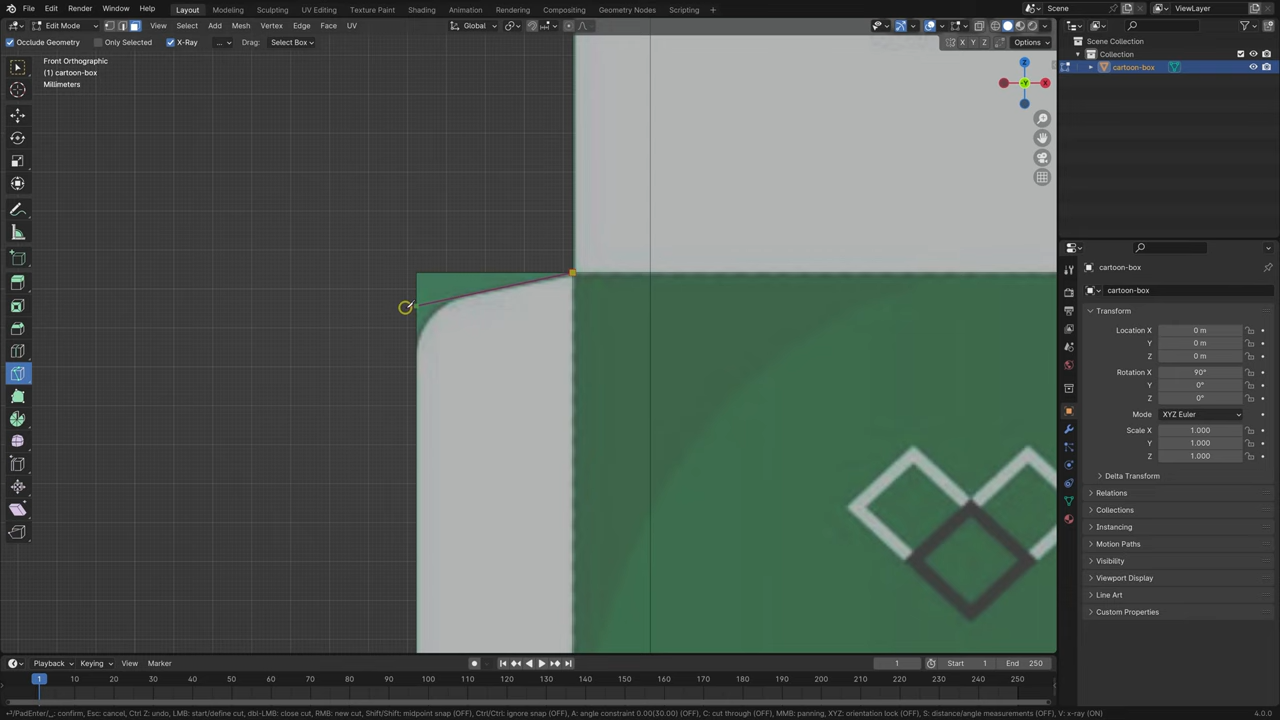 File Edit Render Window Help
Layout Modeling Sculpting UV Editing Texture Paint Shading Animation Rendering Compositing Geometry Nodes Scripting +
Scene
ViewLayer
Edit Mode View Select Add Mesh Vertex Edge Face UV
Global
Occlude Geometry Only Selected X-Ray ... Drag: Select Box
X Y Z Options
Front Orthographic
(1) cartoon-box
Millimeters
Z
Y
X
Scene Collection
Collection
cartoon-box
cartoon-box
cartoon-box
Transform
Location X 0 m
Y 0 m
Z 0 m
Rotation X 90°
Y 0°
Z 0°
Mode XYZ Euler
Scale X 1.000
Y 1.000
Z 1.000
Delta Transform
Relations
Collections
Instancing
Motion Paths
Visibility
Viewport Display
Line Art
Custom Properties
Playback Keying View Marker
1 Start 1 End 250
1 10 20 30 40 50 60 70 80 90 100 110 120 130 140 150 160 170 180 190 200 210 220 230 240 250
↵/PadEnter/⎵: confirm, Esc: cancel, Ctrl Z: undo, LMB: start/define cut, dbl-LMB: close cut, RMB: new cut, Shift/Shift: midpoint snap (OFF), Ctrl/Ctrl: ignore snap (OFF), A: angle constraint 0.00(30.00) (OFF), C: cut through (OFF), MMB: panning, XYZ: orientation lock (OFF), S: distance/angle measurements (OFF), V: x-ray (ON)
4.0.0